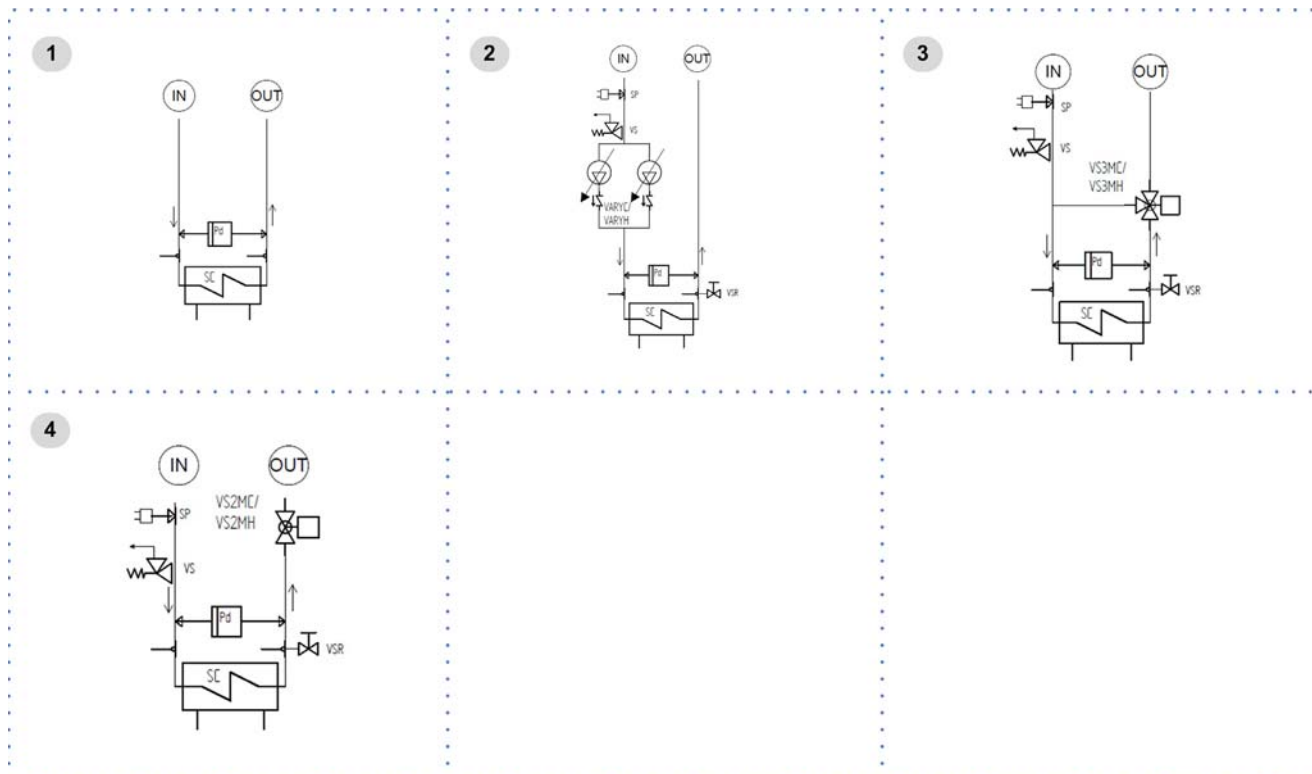 1
IN
OUT
Pd
SC
2
IN
OUT
SP
VS
VARYC/
VARYH
Pd
VSR
SC
3
IN
OUT
SP
VS
VS3MC/
VS3MH
Pd
VSR
SC
4
IN
OUT
VS2MC/
VS2MH
SP
VS
Pd
VSR
SC